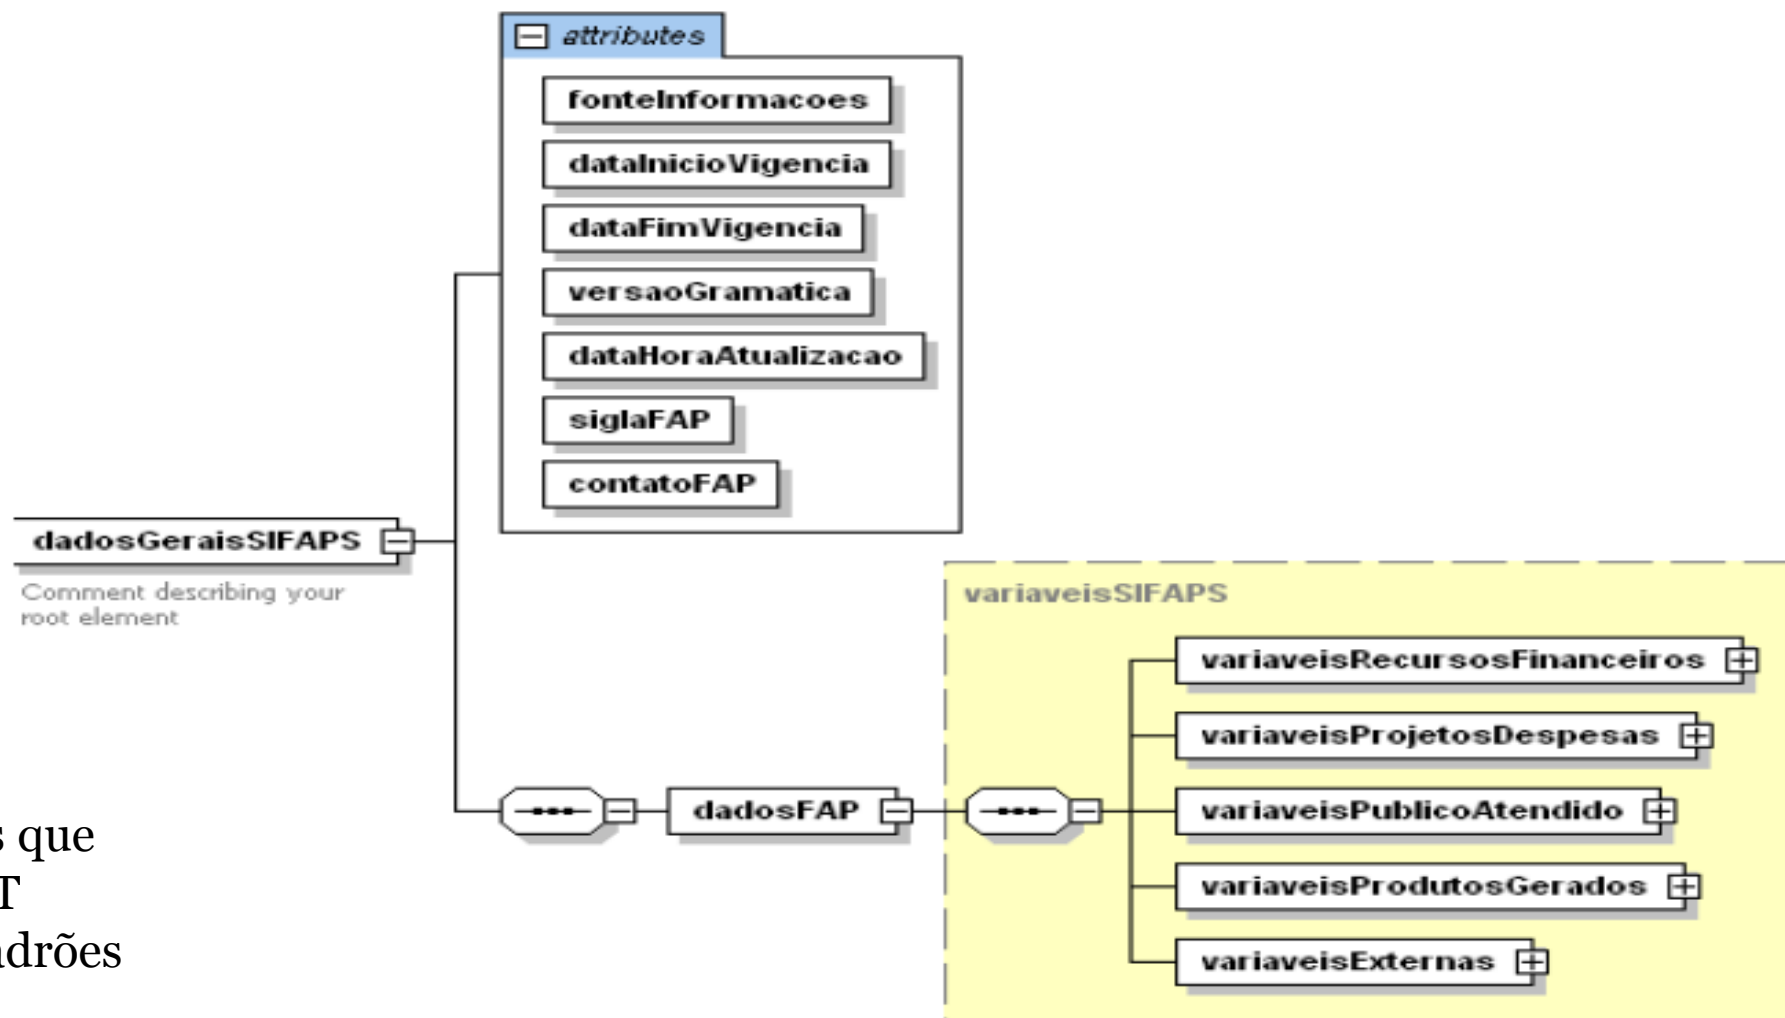 attributes
fonteInformacoes
dataInicioVigencia
dataFimVigencia
versaoGramatica
dataHoraAtualizacao
siglaFAP
contatoFAP
dadosGeraisSIFAPS
Comment describing your
root element
variaveisSIFAPS
variaveisRecursosFinanceiros
variaveisProjetosDespesas
dadosFAP
variaveisPublicoAtendido
variaveisProdutosGerados
variaveisExternas
que